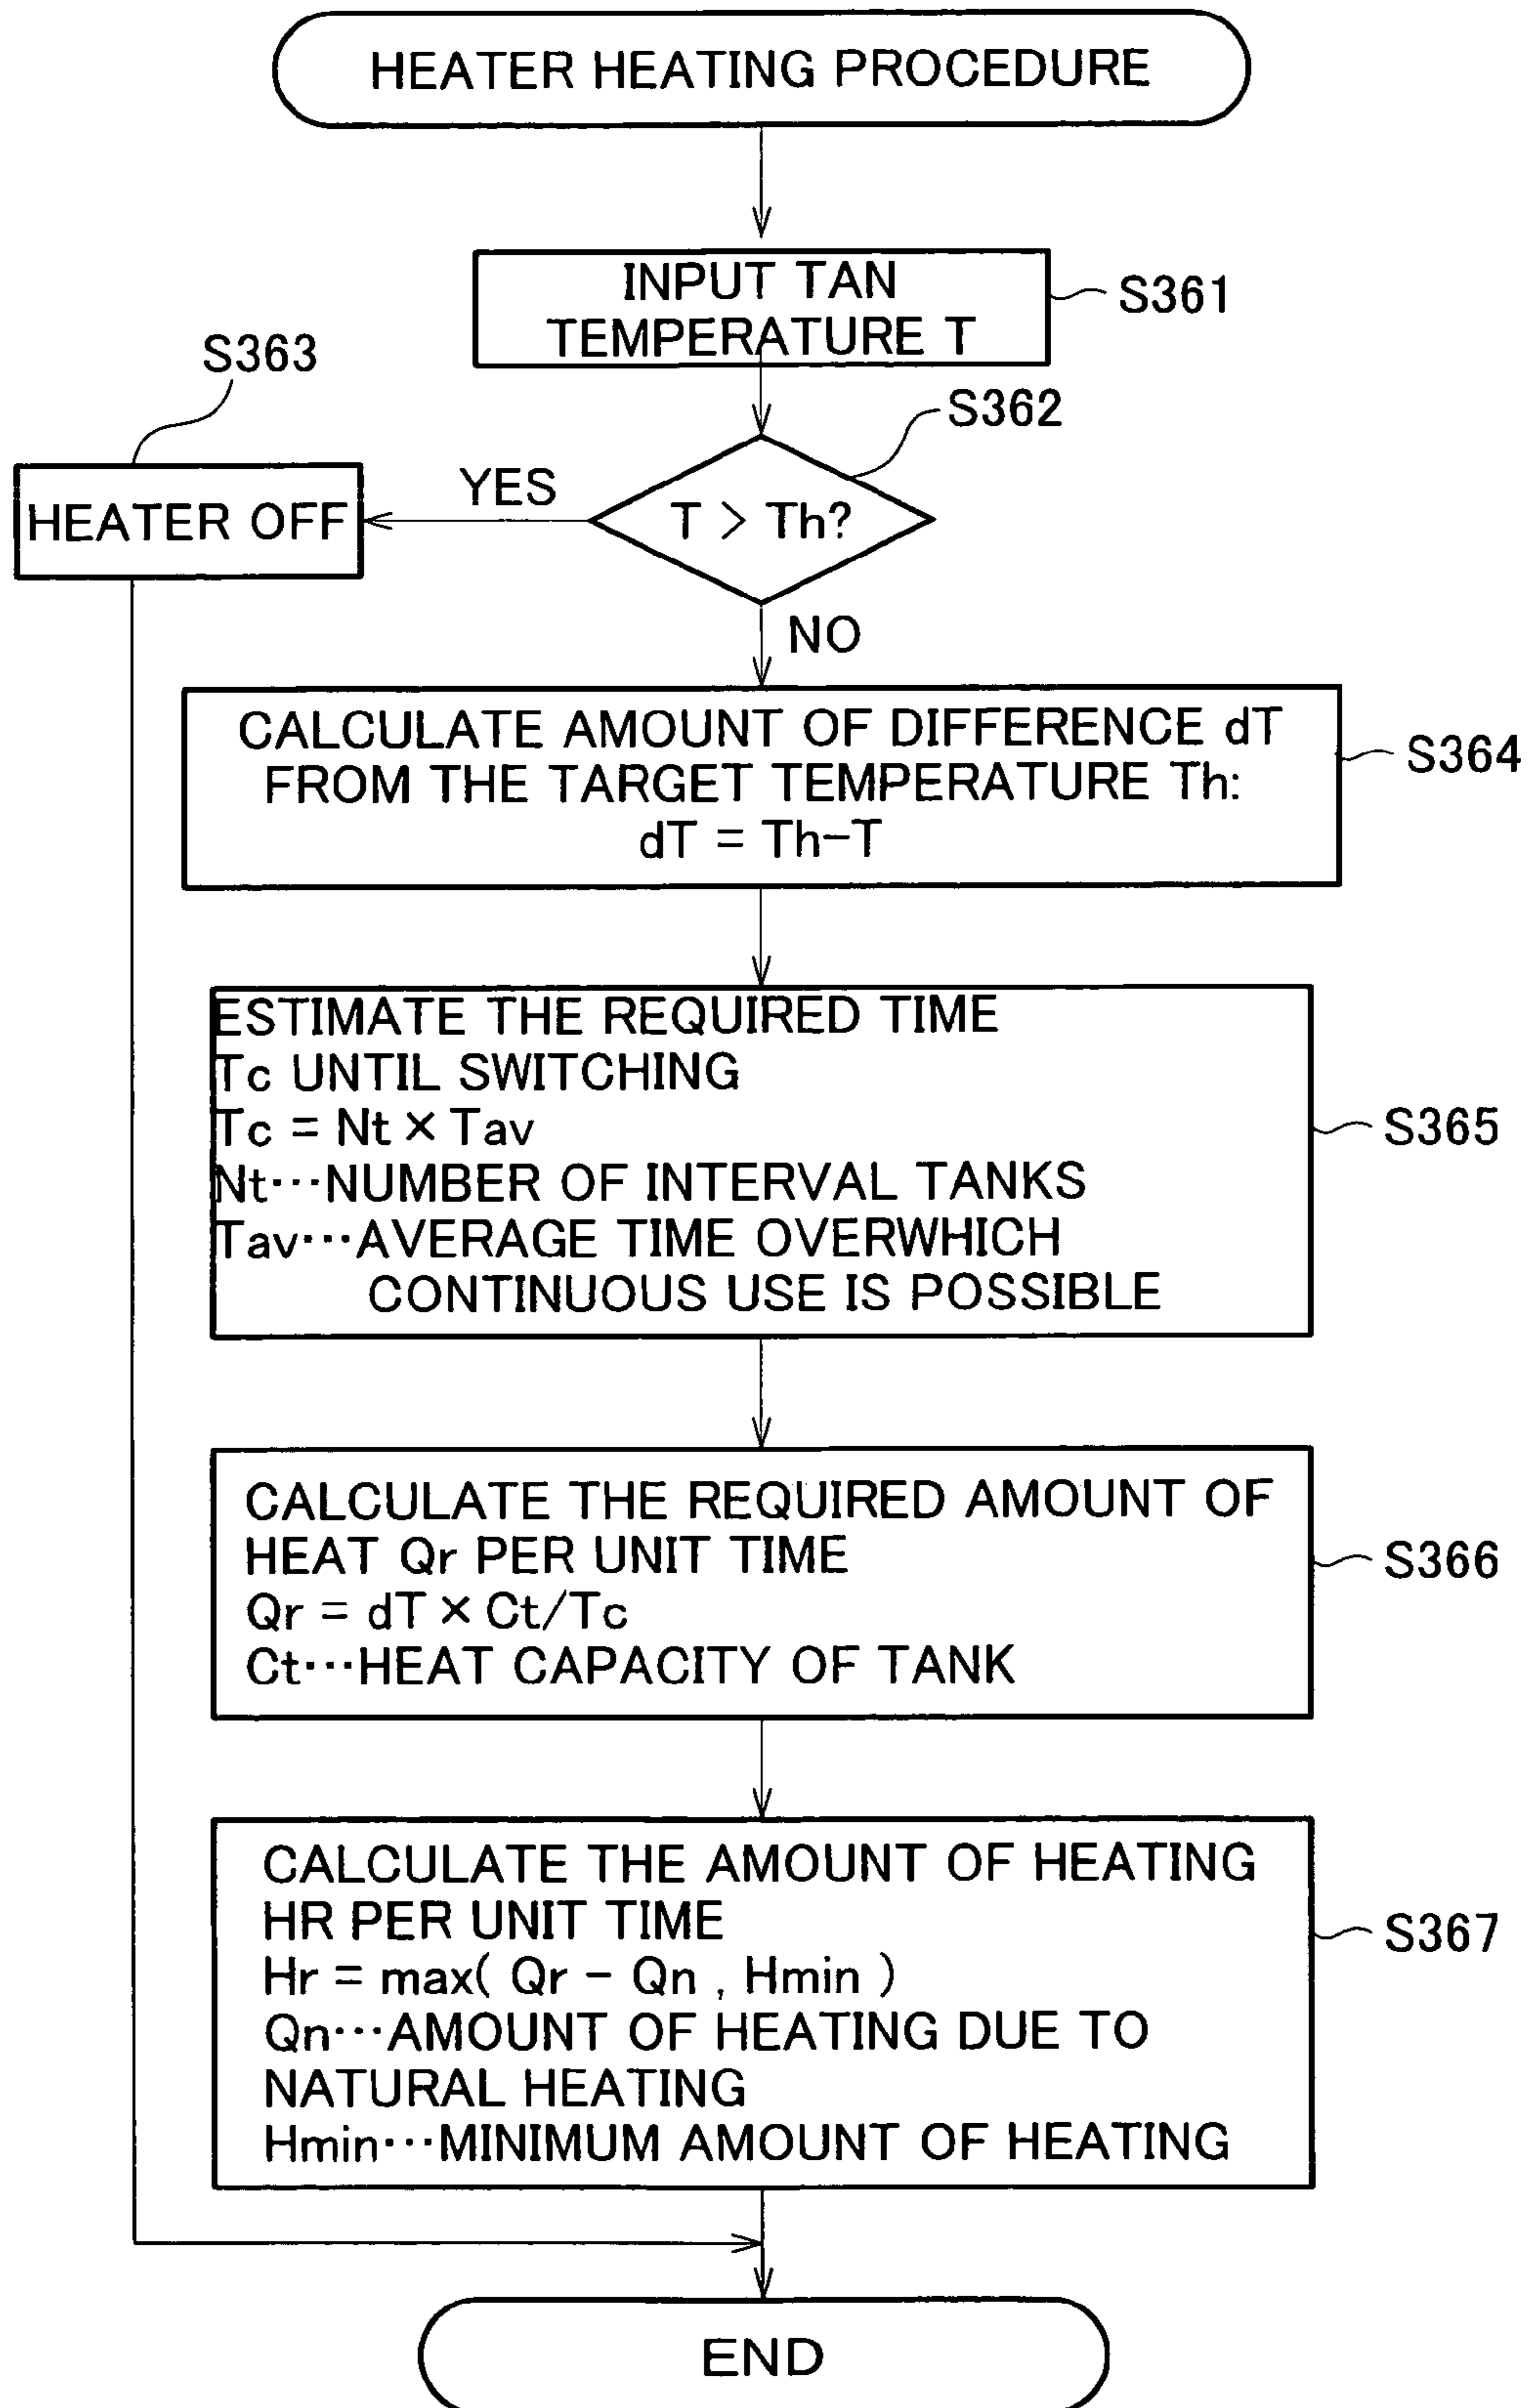 HEATER HEATING PROCEDURE
INPUT TAN
TEMPERATURE T
S361
S363
S362
HEATER OFF
YES
T > Th?
NO
CALCULATE AMOUNT OF DIFFERENCE dT
FROM THE TARGET TEMPERATURE Th:
dT = Th-T
S364
ESTIMATE THE REQUIRED TIME
Tc UNTIL SWITCHING
Tc = Nt × Tav
Nt···NUMBER OF INTERVAL TANKS
Tav···AVERAGE TIME OVERWHICH
CONTINUOUS USE IS POSSIBLE
S365
CALCULATE THE REQUIRED AMOUNT OF
HEAT Qr PER UNIT TIME
Qr = dT × Ct/Tc
Ct···HEAT CAPACITY OF TANK
S366
CALCULATE THE AMOUNT OF HEATING
HR PER UNIT TIME
Hr = max( Qr - Qn , Hmin )
Qn···AMOUNT OF HEATING DUE TO
NATURAL HEATING
Hmin···MINIMUM AMOUNT OF HEATING
S367
END